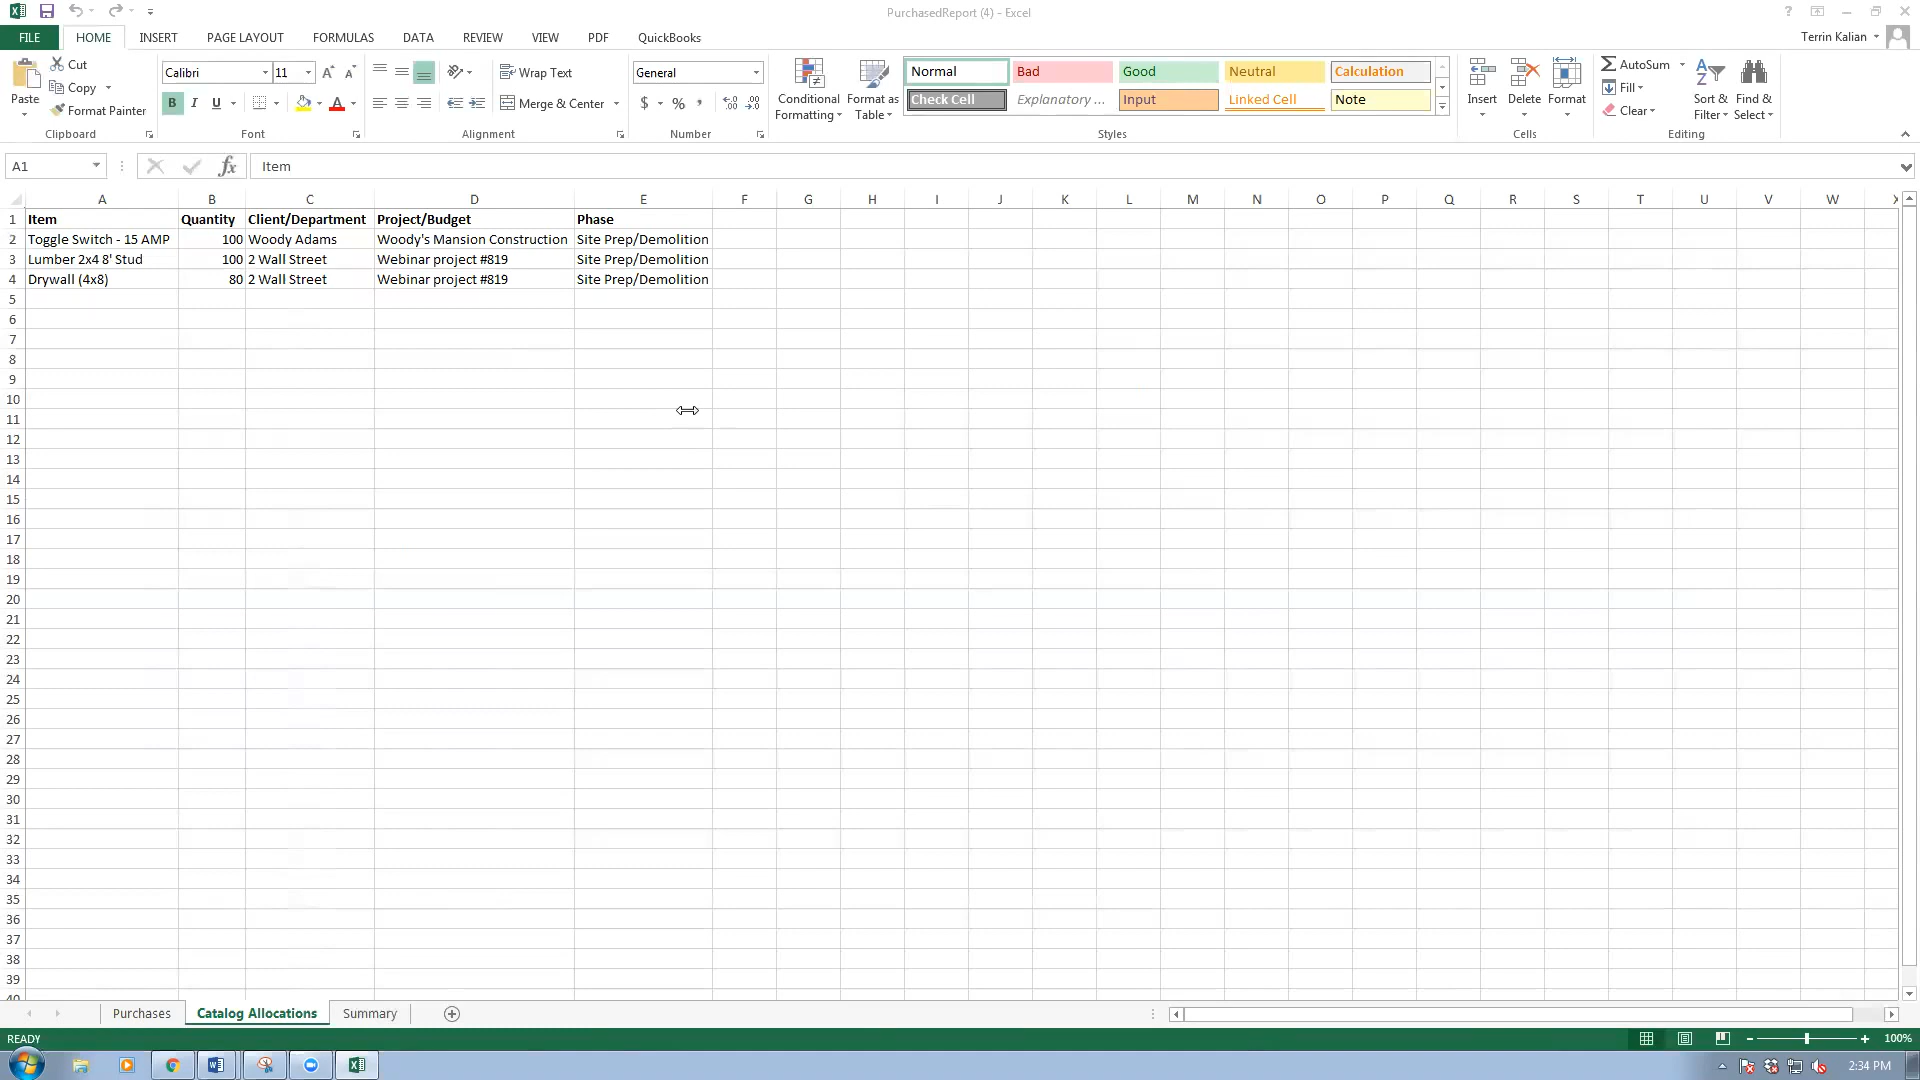 PurchasedReport (4) - Excel
FILE HOME INSERT PAGE LAYOUT FORMULAS DATA REVIEW VIEW PDF QuickBooks Terrin Kalian
Paste Cut Copy Format Painter Clipboard
Calibri 11 B I U A Font
Wrap Text Merge & Center Alignment
General $ % , Number
Conditional Formatting Format as Table
Normal Bad Good Neutral Calculation
Check Cell Explanatory ... Input Linked Cell Note
Styles
Insert Delete Format Cells
AutoSum Fill Clear Sort & Filter Find & Select Editing
A1 fx Item
A B C D E F G H I J K L M N O P Q R S T U V W X
1 Item Quantity Client/Department Project/Budget Phase
2 Toggle Switch - 15 AMP 100 Woody Adams Woody's Mansion Construction Site Prep/Demolition
3 Lumber 2x4 8' Stud 100 2 Wall Street Webinar project #819 Site Prep/Demolition
4 Drywall (4x8) 80 2 Wall Street Webinar project #819 Site Prep/Demolition
5
6
7
8
9
10
11
12
13
14
15
16
17
18
19
20
21
22
23
24
25
26
27
28
29
30
31
32
33
34
35
36
37
38
39
40
Purchases Catalog Allocations Summary
READY 100%
2:34 PM